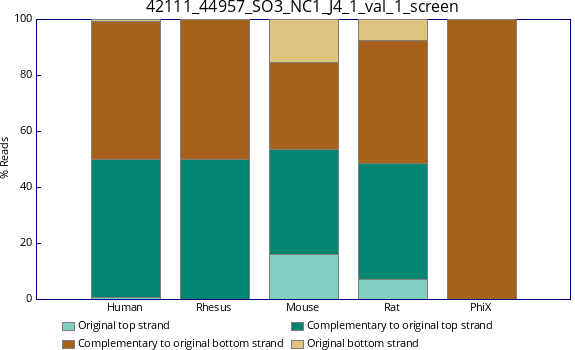 42111_44957_SO3_NC1_J4_1_val_1_screen
100
80
60
40
20
0
% Reads
Human Rhesus Mouse Rat PhiX
Original top strand Complementary to original top strand
Complementary to original bottom strand Original bottom strand